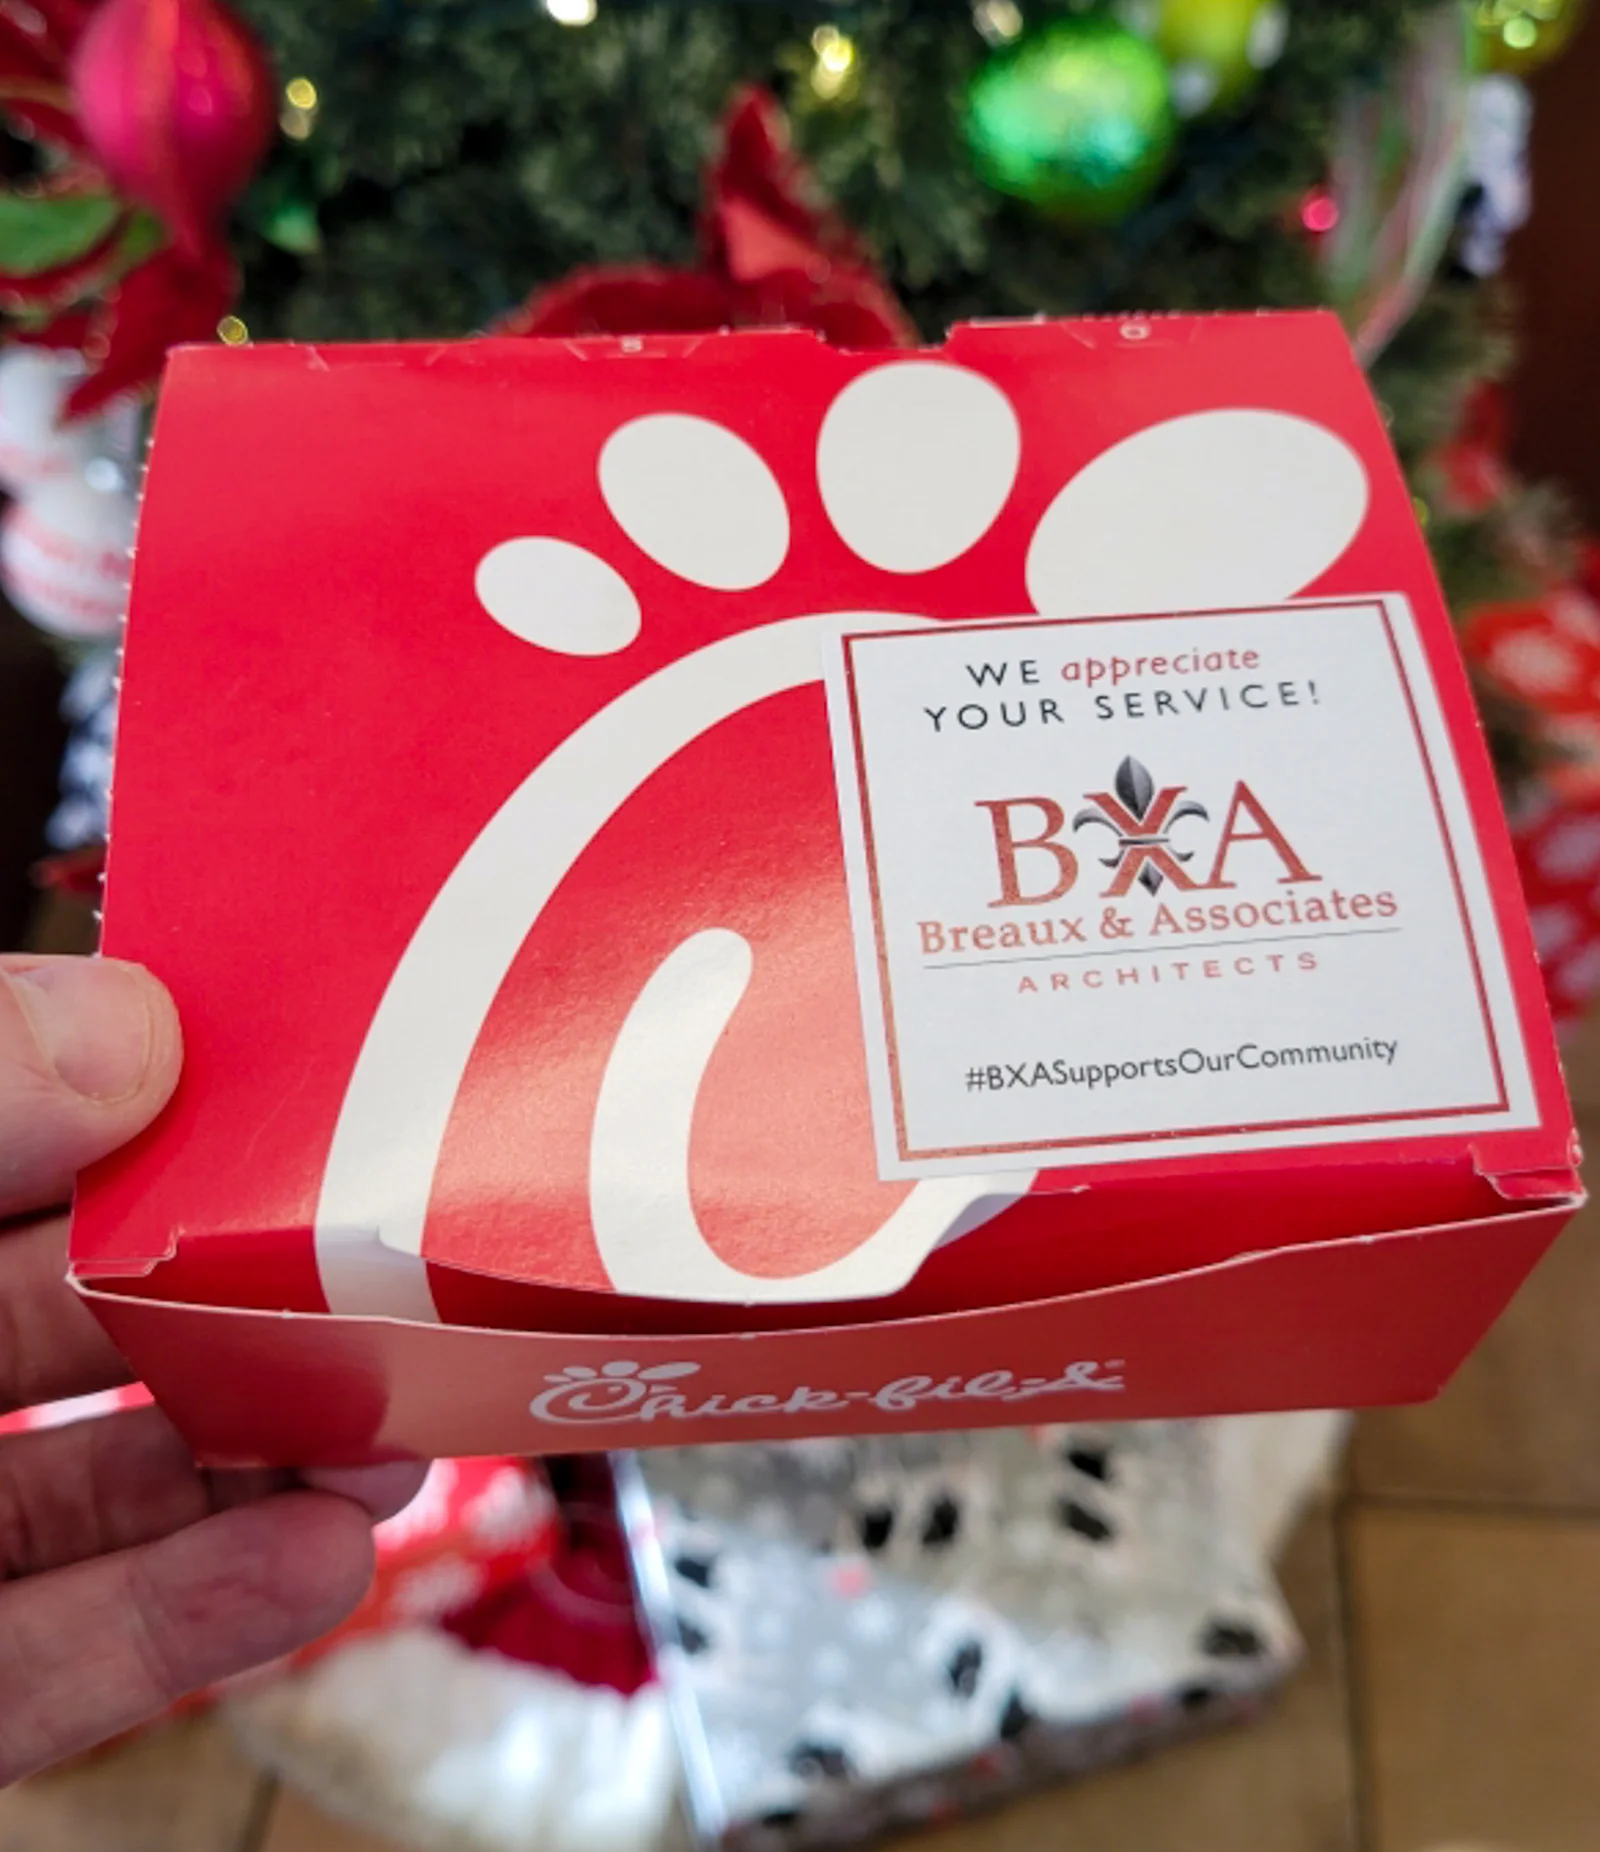 WE appreciate
YOUR SERVICE!
BXA
Breaux & Associates
ARCHITECTS
#BXASupportsOurCommunity
Chick-fil-A